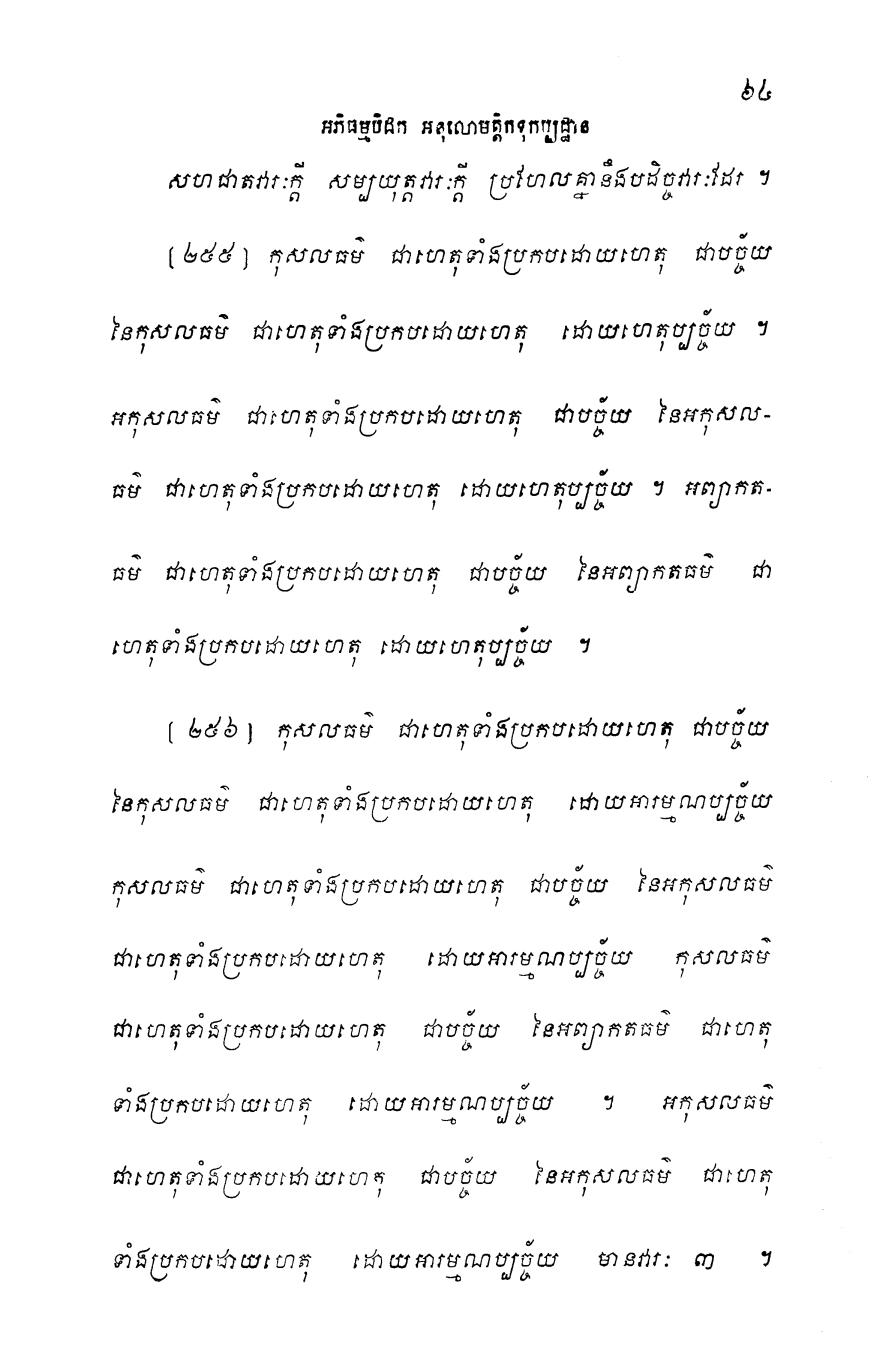 ៦៤
អភិធម្មបិដក អនុលោមត្តិកទុកប្បដ្ឋាន
សហជាតវារៈក្តី សម្បយុត្តវារៈក្តី ប្រហែលគ្នានឹងបដិច្ចវារៈដែរ ។
[២៥៥] កុសលធម៌ ជាហេតុទាំងប្រកបដោយហេតុ ជាបច្ច័យ
នៃកុសលធម៌ ជាហេតុទាំងប្រកបដោយហេតុ ដោយហេតុប្បច្ច័យ ។
អកុសលធម៌ ជាហេតុទាំងប្រកបដោយហេតុ ជាបច្ច័យ នៃអកុសល-
ធម៌ ជាហេតុទាំងប្រកបដោយហេតុ ដោយហេតុប្បច្ច័យ ។ អព្យាកត-
ធម៌ ជាហេតុទាំងប្រកបដោយហេតុ ជាបច្ច័យ នៃអព្យាកតធម៌ ជា
ហេតុទាំងប្រកបដោយហេតុ ដោយហេតុប្បច្ច័យ ។
[២៥៦] កុសលធម៌ ជាហេតុទាំងប្រកបដោយហេតុ ជាបច្ច័យ
នៃកុសលធម៌ ជាហេតុទាំងប្រកបដោយហេតុ ដោយអារម្មណប្បច្ច័យ
កុសលធម៌ ជាហេតុទាំងប្រកបដោយហេតុ ជាបច្ច័យ នៃអកុសលធម៌
ជាហេតុទាំងប្រកបដោយហេតុ ដោយអារម្មណប្បច្ច័យ កុសលធម៌
ជាហេតុទាំងប្រកបដោយហេតុ ជាបច្ច័យ នៃអព្យាកតធម៌ ជាហេតុ
ទាំងប្រកបដោយហេតុ ដោយអារម្មណប្បច្ច័យ ។ អកុសលធម៌
ជាហេតុទាំងប្រកបដោយហេតុ ជាបច្ច័យ នៃអកុសលធម៌ ជាហេតុ
ទាំងប្រកបដោយហេតុ ដោយអារម្មណប្បច្ច័យ មានវារៈ ៣ ។